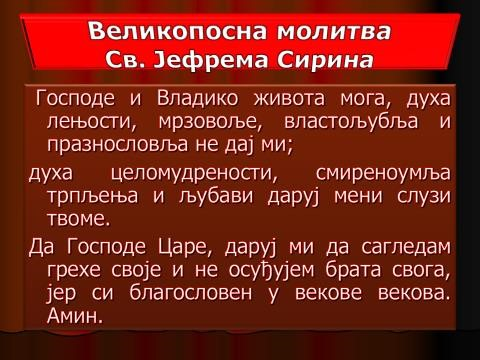 Великопосна молитва
Св. Јефрема Сирина
Господе и Владико живота мога, духа
лењости, мрзовоље, властољубља и
празнословља не дај ми;
духа целомудрености, смиреноумља
трпљења и љубави даруј мени слузи
твоме.
Да Господе Царе, даруј ми да сагледам
грехе своје и не осуђујем брата свога,
јер си благословен у векове векова.
Амин.